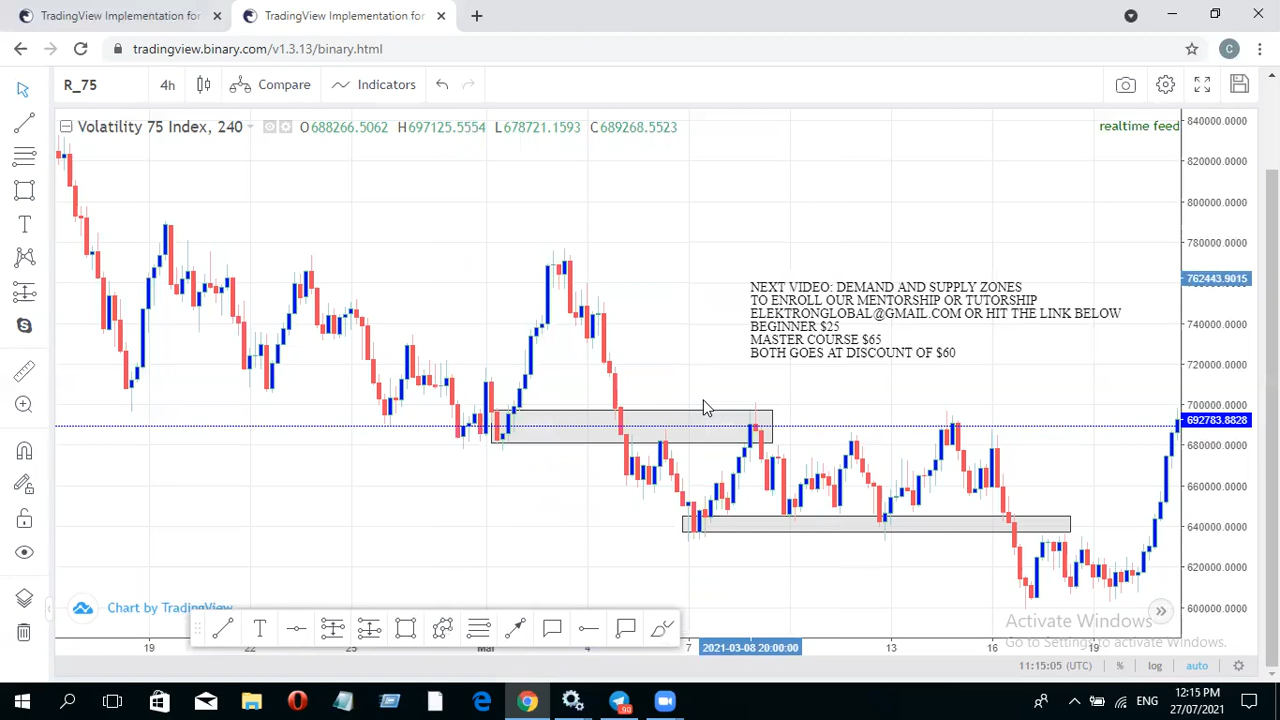 TradingView Implementation for
TradingView Implementation for
tradingview.binary.com/v1.3.13/binary.html
C
R_75
4h
Compare
Indicators
Volatility 75 Index, 240
O688266.5062 H697125.5554 L678721.1593 C689268.5523
realtime feed
840000.0000
820000.0000
800000.0000
780000.0000
762443.9015
740000.0000
720000.0000
700000.0000
692783.8828
680000.0000
660000.0000
640000.0000
620000.0000
600000.0000
NEXT VIDEO: DEMAND AND SUPPLY ZONES
TO ENROLL OUR MENTORSHIP OR TUTORSHIP
ELEKTRONGLOBAL@GMAIL.COM OR HIT THE LINK BELOW
BEGINNER $25
MASTER COURSE $65
BOTH GOES AT DISCOUNT OF $60
Chart by TradingView
Activate Windows
Go to Settings to activate Windows.
19 22 25 Mar 4 7 2021-03-08 20:00:00 13 16 19
11:15:05 (UTC) % log auto
90
ENG
12:15 PM
27/07/2021